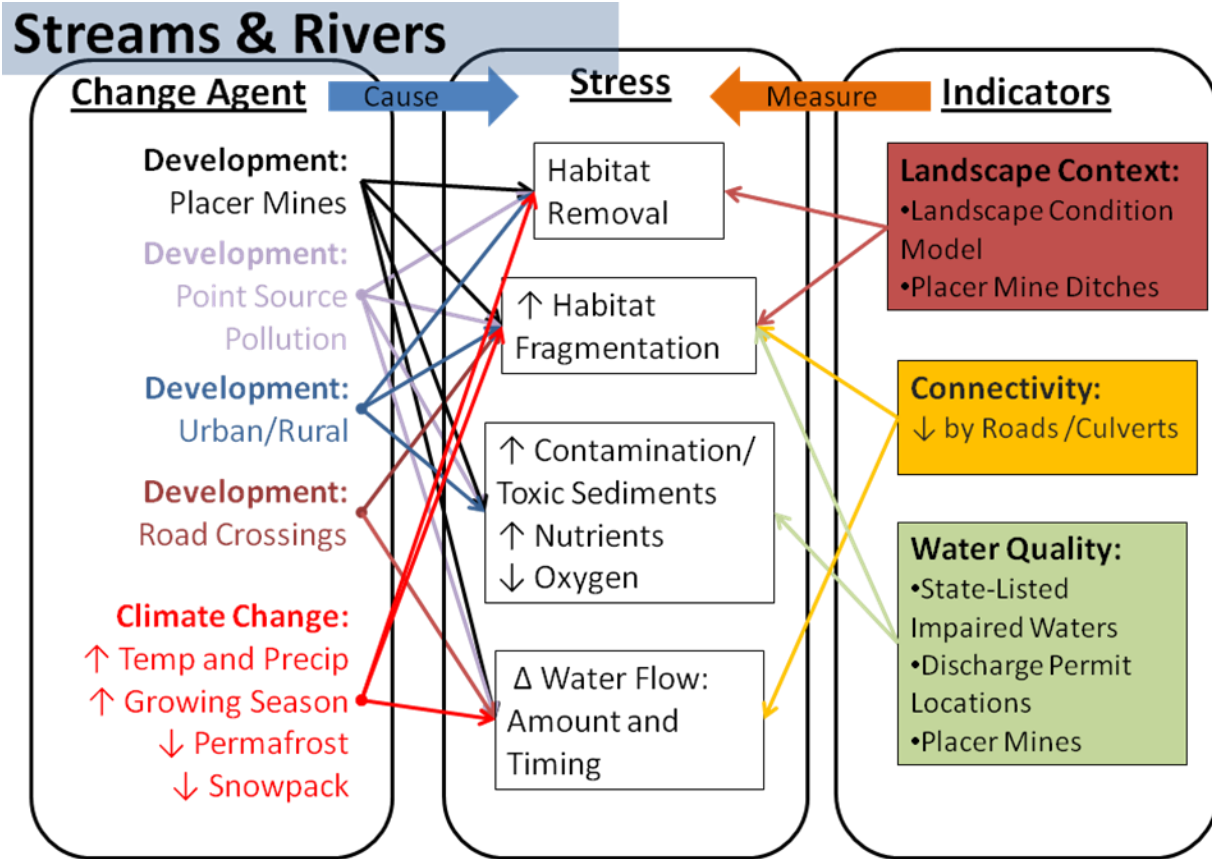 Streams & Rivers
Change Agent
Cause
Stress
Measure
Indicators
Development:
Placer Mines
Development:
Point Source
Pollution
Development:
Urban/Rural
Development:
Road Crossings
Climate Change:
↑ Temp and Precip
↑ Growing Season
↓ Permafrost
↓ Snowpack
Habitat
Removal
↑ Habitat
Fragmentation
↑ Contamination/
Toxic Sediments
↑ Nutrients
↓ Oxygen
Δ Water Flow:
Amount and
Timing
Landscape Context:
•Landscape Condition
Model
•Placer Mine Ditches
Connectivity:
↓ by Roads /Culverts
Water Quality:
•State-Listed
Impaired Waters
•Discharge Permit
Locations
•Placer Mines